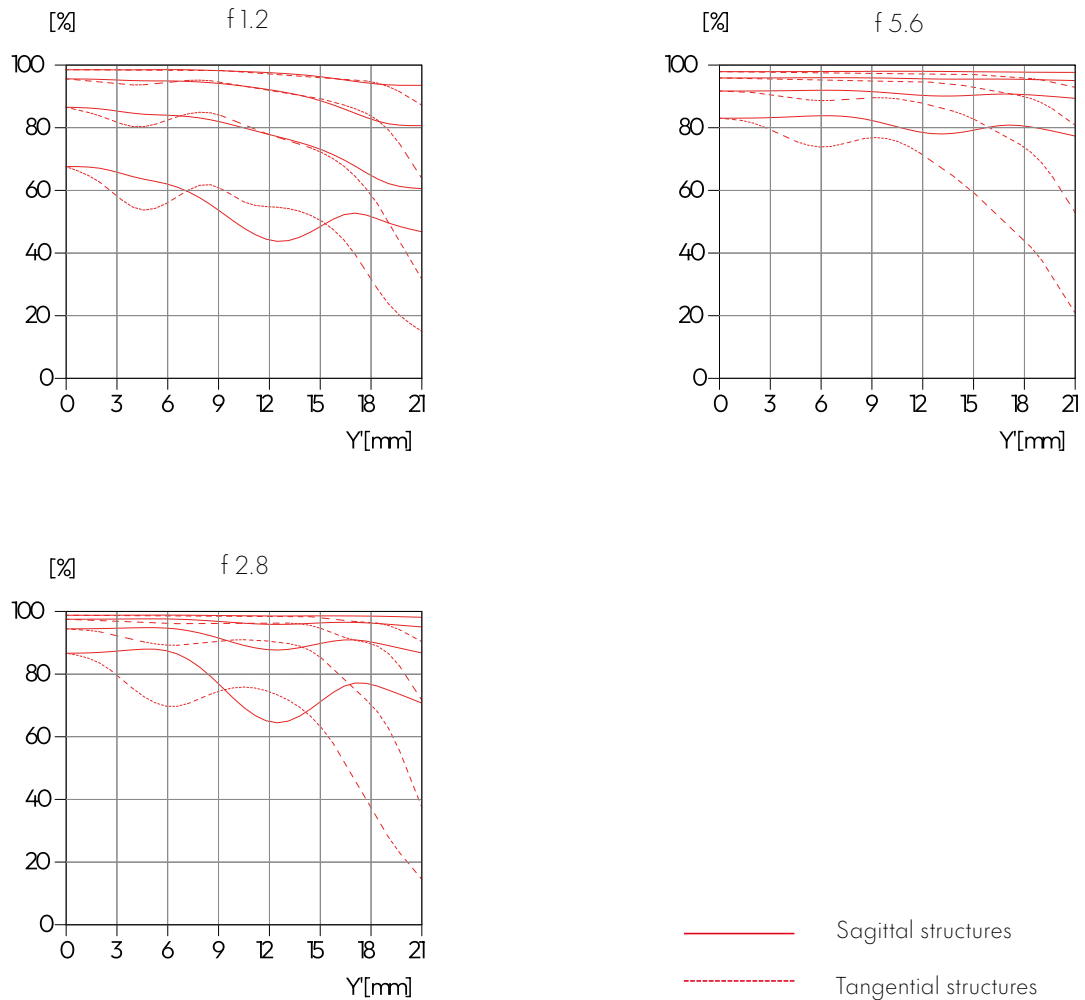 [%] f 1.2
100
80
60
40
20
0
0 3 6 9 12 15 18 21
Y'[mm]
[%] f 5.6
100
80
60
40
20
0
0 3 6 9 12 15 18 21
Y'[mm]
[%] f 2.8
100
80
60
40
20
0
0 3 6 9 12 15 18 21
Y'[mm]
Sagittal structures
Tangential structures